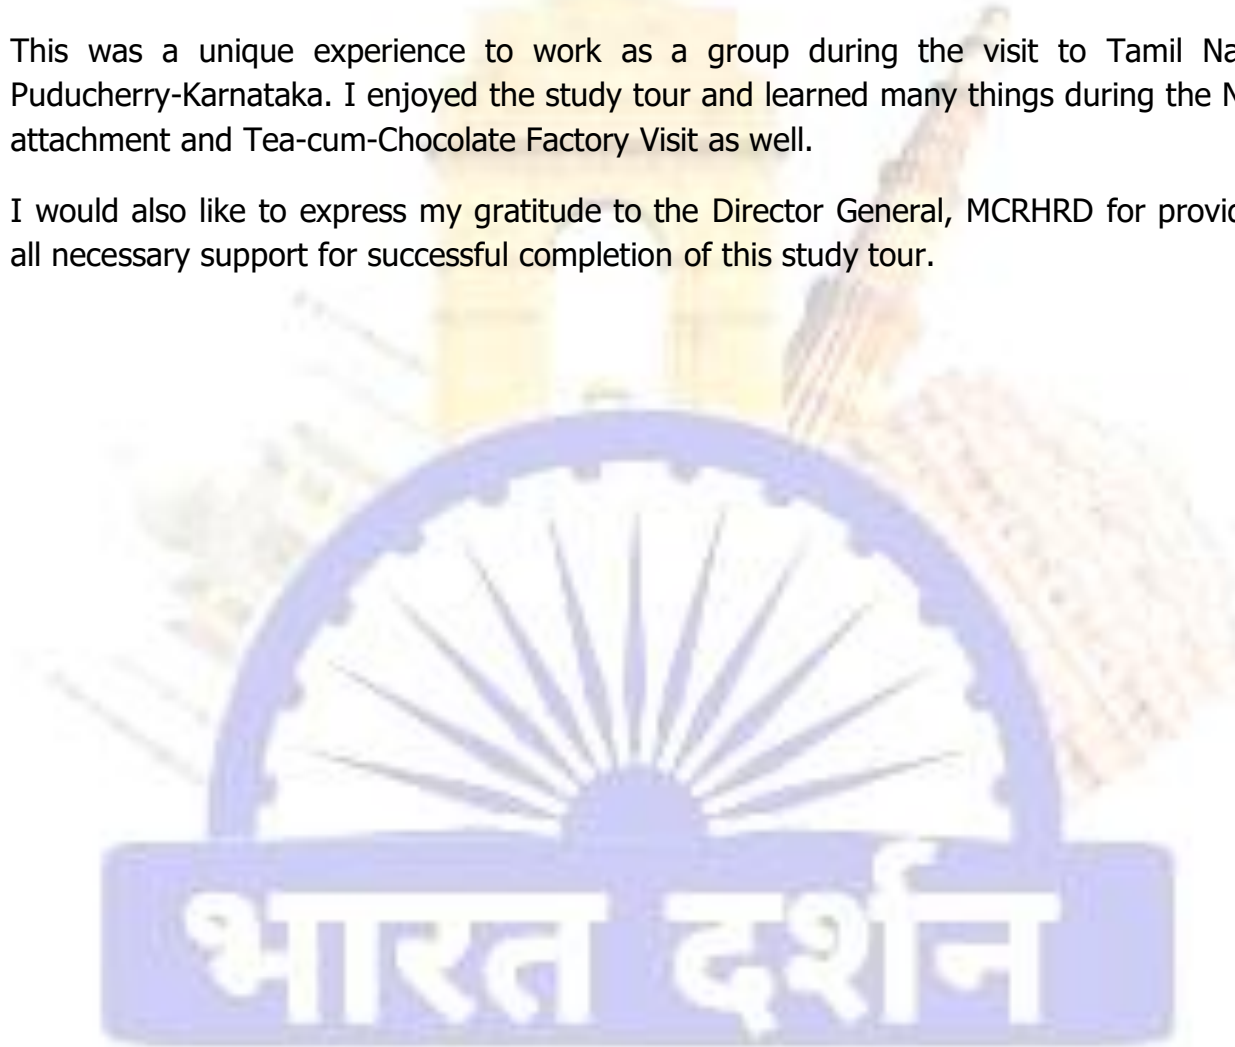 This was a unique experience to work as a group during the visit to Tamil Na
Puducherry-Karnataka. I enjoyed the study tour and learned many things during the N
attachment and Tea-cum-Chocolate Factory Visit as well.
I would also like to express my gratitude to the Director General, MCRHRD for provid
all necessary support for successful completion of this study tour.
भारत दर्शन